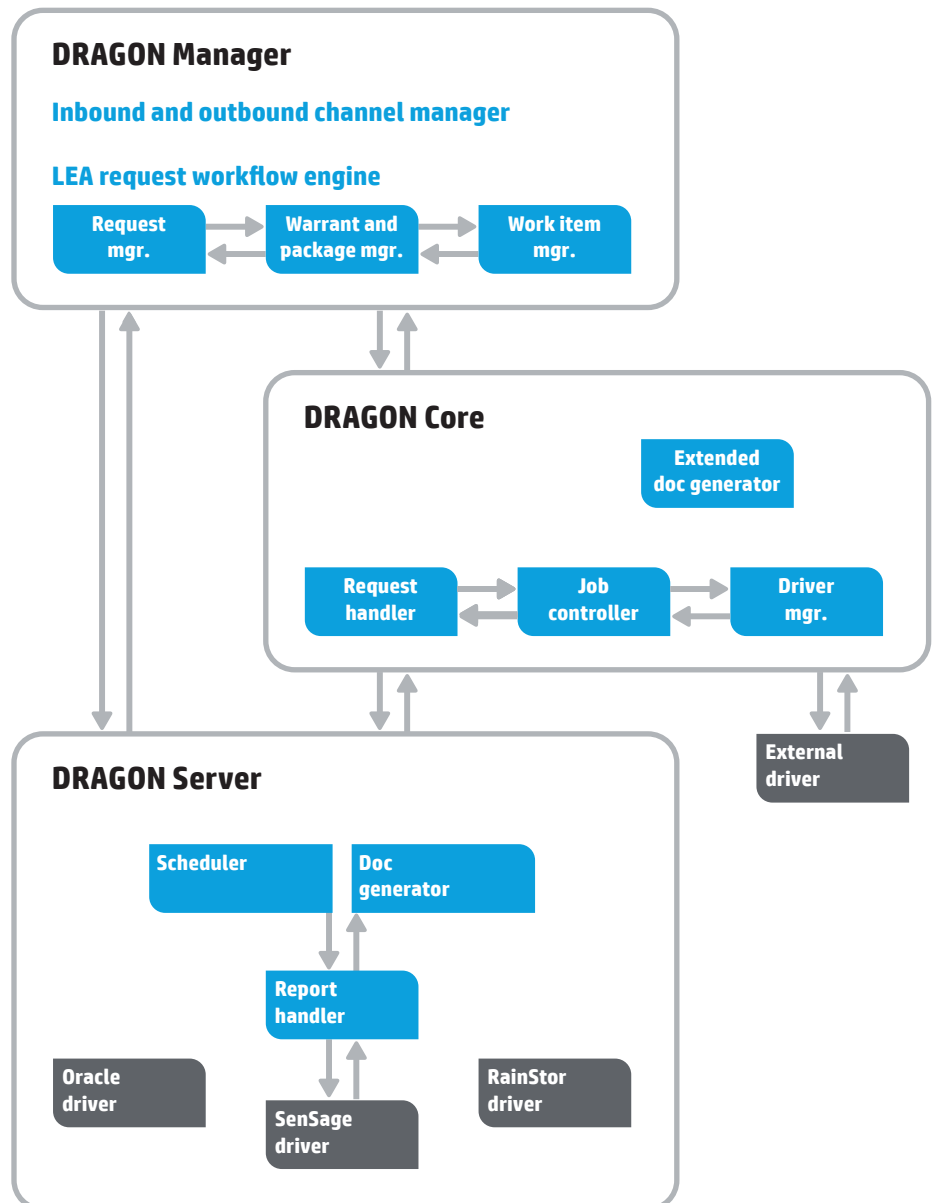 DRAGON Manager
Inbound and outbound channel manager
LEA request workflow engine
Request
mgr.
Warrant and
package mgr.
Work item
mgr.
DRAGON Core
Extended
doc generator
Request
handler
Job
controller
Driver
mgr.
External
driver
DRAGON Server
Scheduler
Doc
generator
Report
handler
Oracle
driver
SenSage
driver
RainStor
driver